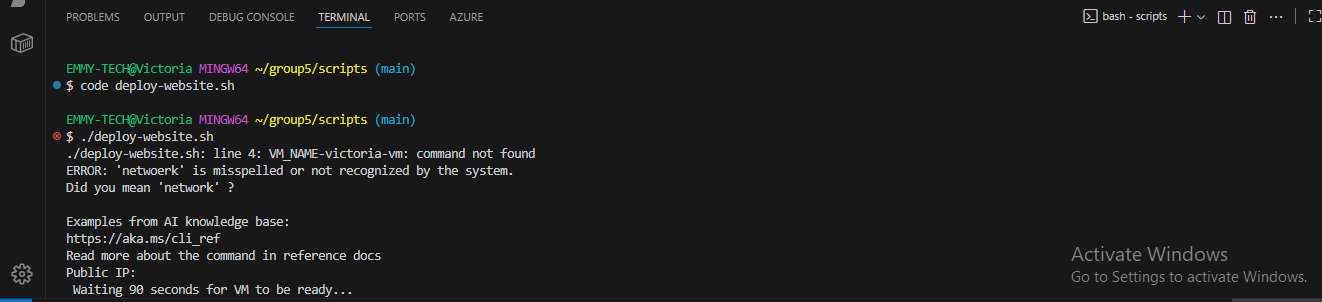 PROBLEMS OUTPUT DEBUG CONSOLE TERMINAL PORTS AZURE bash - scripts
EMMY-TECH@Victoria MINGW64 ~/group5/scripts (main)
$ code deploy-website.sh
EMMY-TECH@Victoria MINGW64 ~/group5/scripts (main)
$ ./deploy-website.sh
./deploy-website.sh: line 4: VM_NAME-victoria-vm: command not found
ERROR: 'netwoerk' is misspelled or not recognized by the system.
Did you mean 'network' ?
Examples from AI knowledge base:
https://aka.ms/cli_ref
Read more about the command in reference docs
Public IP:
Waiting 90 seconds for VM to be ready...
Activate Windows
Go to Settings to activate Windows.